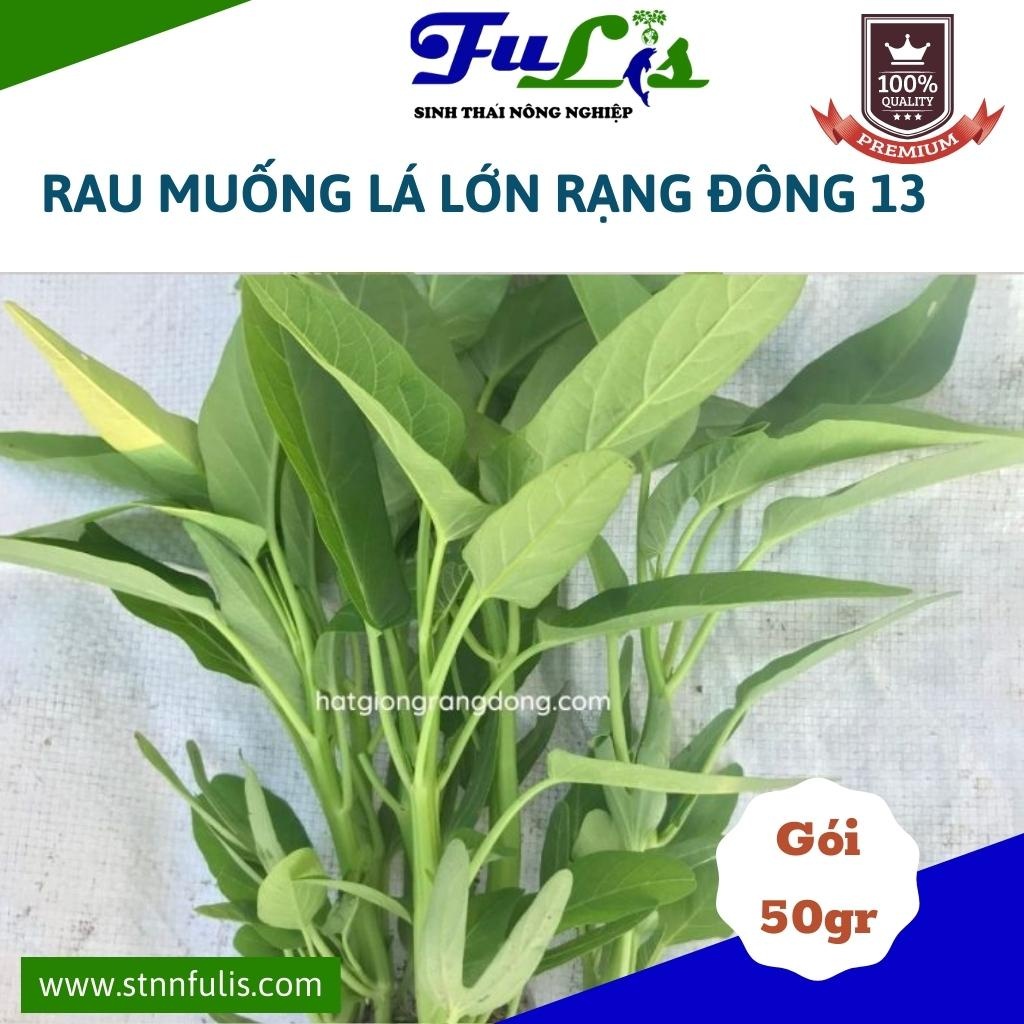 FuLis
SINH THÁI NÔNG NGHIỆP
100%
QUALITY
PREMIUM
RAU MUỐNG LÁ LỚN RẠNG ĐÔNG 13
hatgiongrangdong.com
Gói
50gr
www.stnnfulis.com